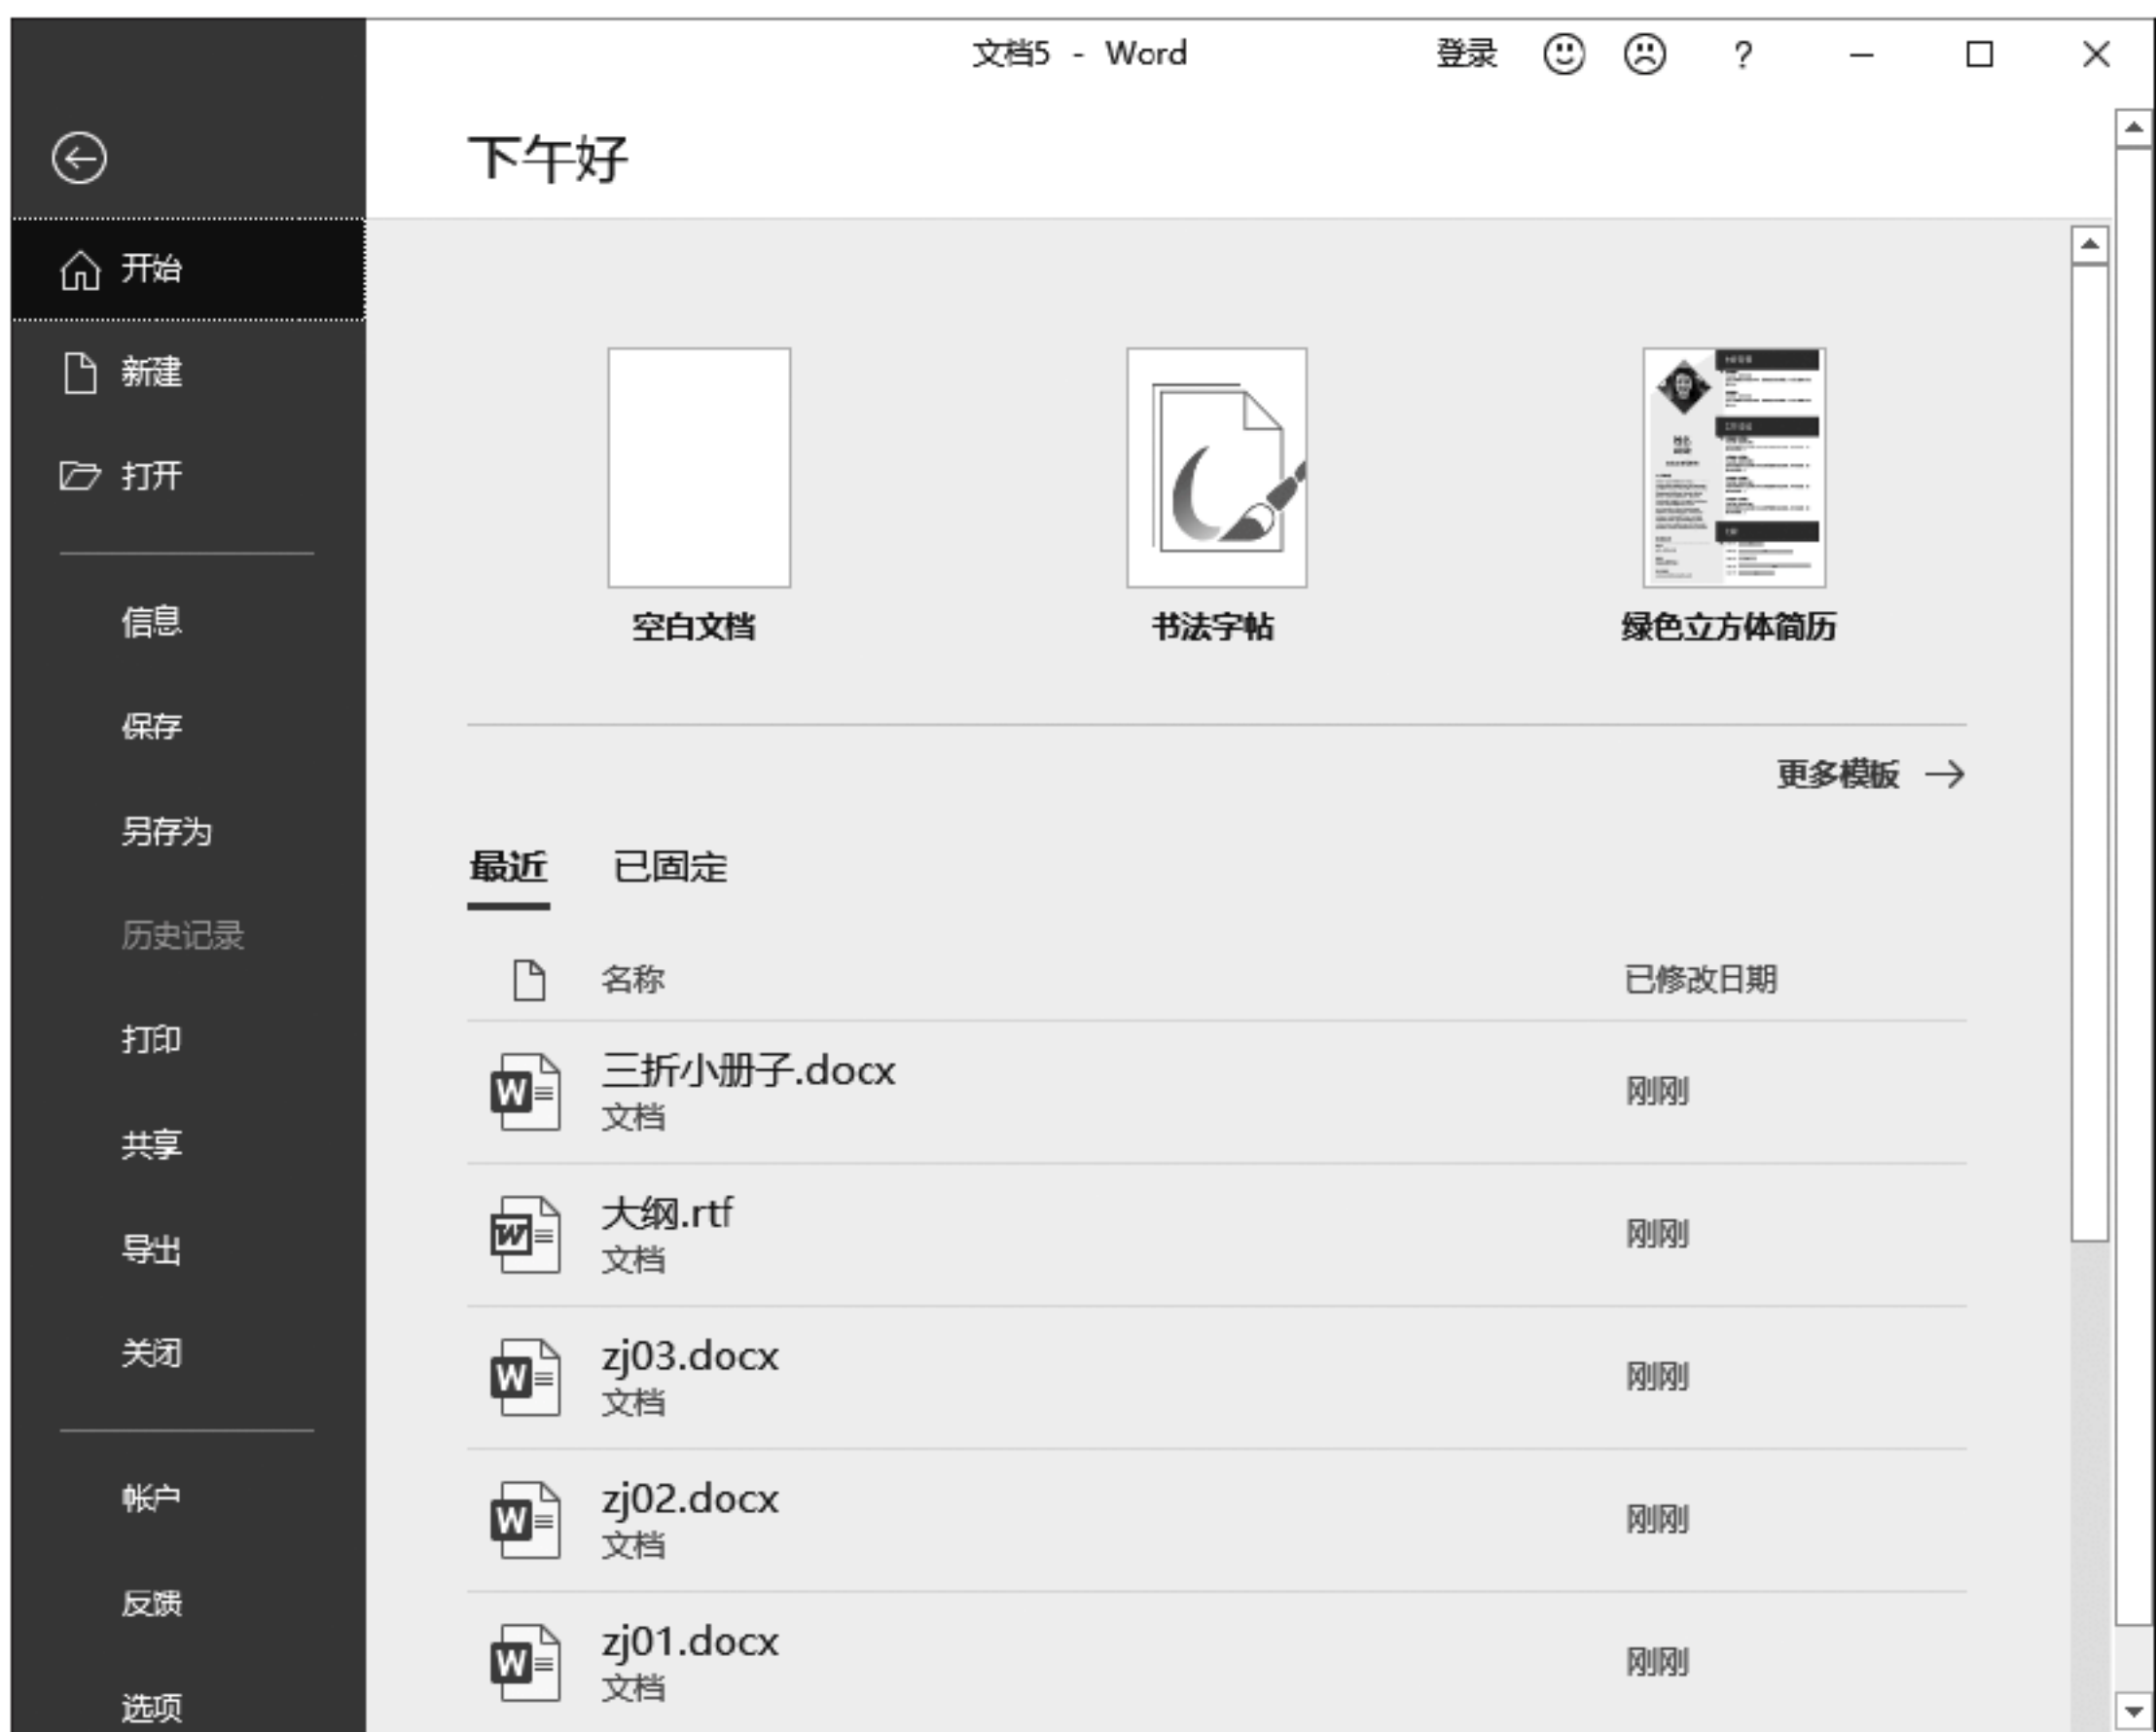 文档5 - Word 登录 ?
下午好
开始
新建
打开
信息
保存
另存为
历史记录
打印
共享
导出
关闭
帐户
反馈
选项
空白文档 书法字帖 绿色立方体简历
更多模板
最近 已固定
名称 已修改日期
三折小册子.docx
文档
刚刚
大纲.rtf
文档
刚刚
zj03.docx
文档
刚刚
zj02.docx
文档
刚刚
zj01.docx
文档
刚刚